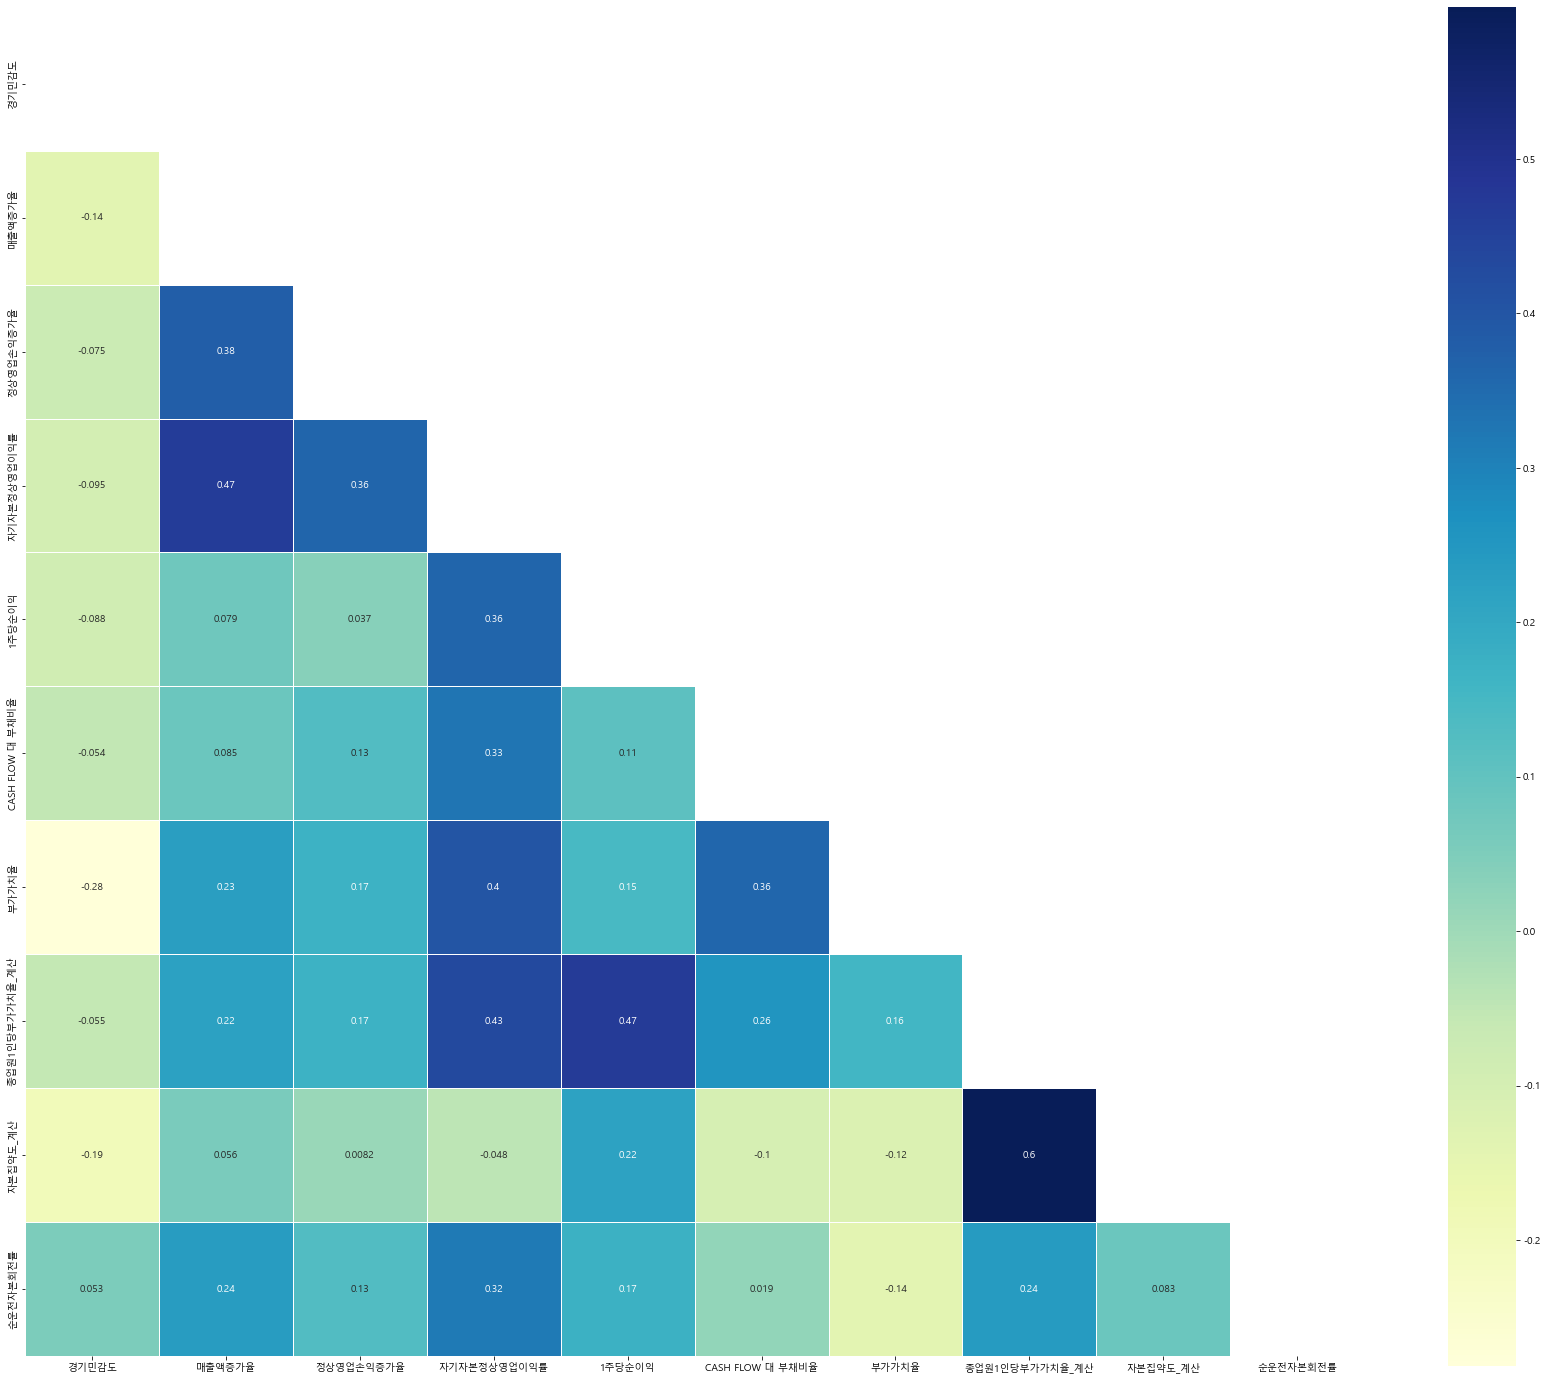 경기민감도
매출액증가율
-0.14
정상영업손익증가율
-0.075 0.38
자기자본정상영업이익률
-0.095 0.47 0.36
1주당순이익
-0.088 0.079 0.037 0.36
CASH FLOW 대 부채비율
-0.054 0.085 0.13 0.33 0.11
부가가치율
-0.28 0.23 0.17 0.4 0.15 0.36
종업원1인당부가가치율_계산
-0.055 0.22 0.17 0.43 0.47 0.26 0.16
자본집약도_계산
-0.19 0.056 0.0082 -0.048 0.22 -0.1 -0.12 0.6
순운전자본회전률
0.053 0.24 0.13 0.32 0.17 0.019 -0.14 0.24 0.083
경기민감도 매출액증가율 정상영업손익증가율 자기자본정상영업이익률 1주당순이익 CASH FLOW 대 부채비율 부가가치율 종업원1인당부가가치율_계산 자본집약도_계산 순운전자본회전률
0.5
0.4
0.3
0.2
0.1
0.0
-0.1
-0.2